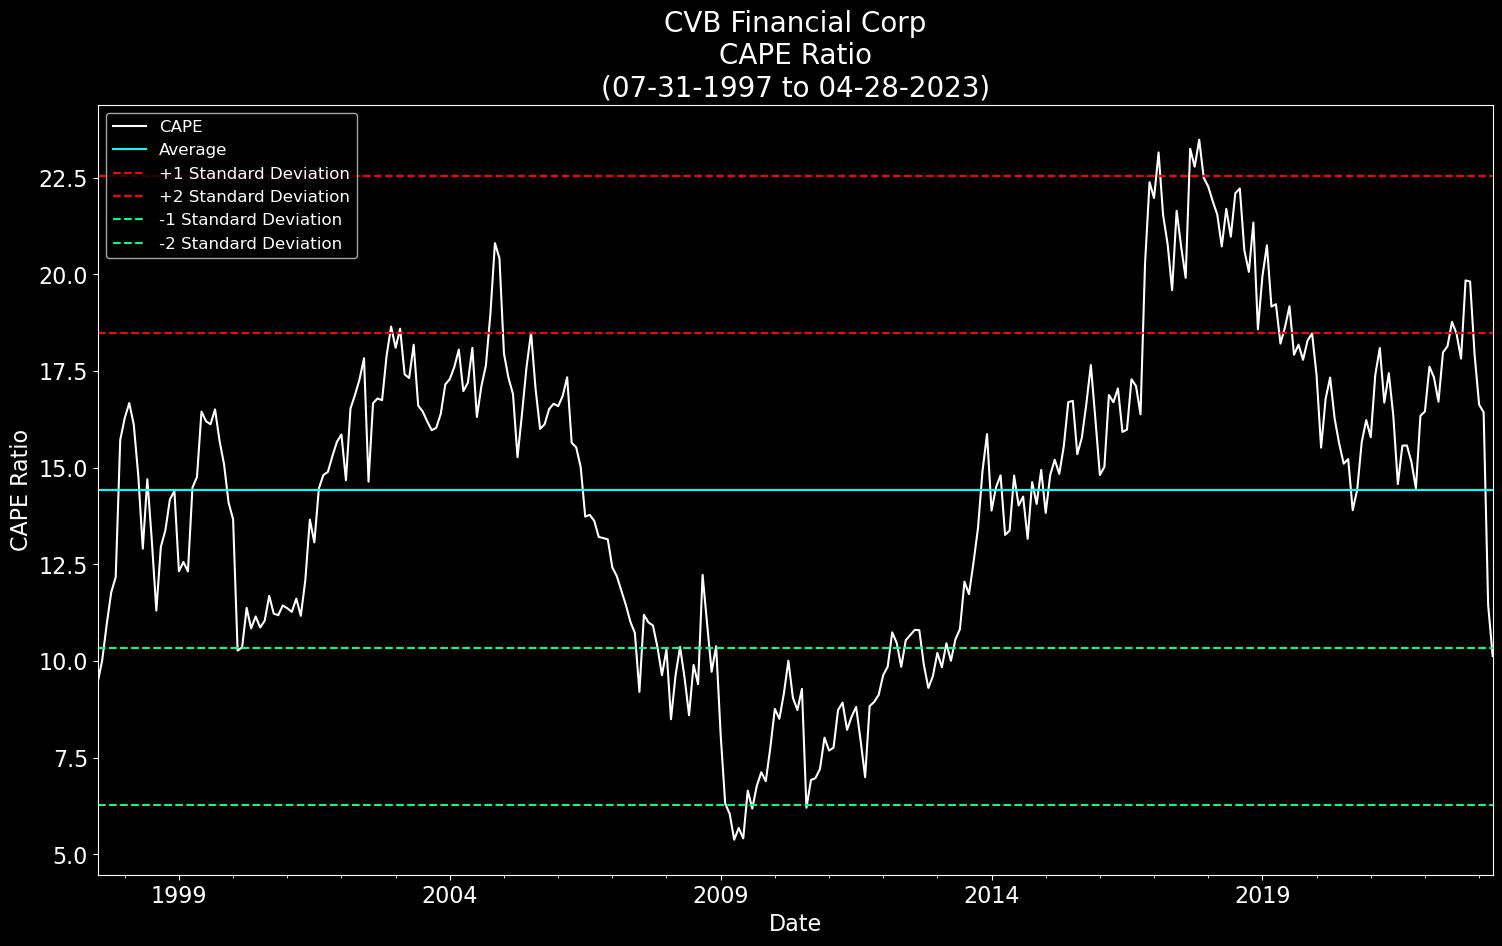 CVB Financial Corp
CAPE Ratio
(07-31-1997 to 04-28-2023)
CAPE
Average
+1 Standard Deviation
+2 Standard Deviation
-1 Standard Deviation
-2 Standard Deviation
CAPE Ratio
22.5
20.0
17.5
15.0
12.5
10.0
7.5
5.0
1999
2004
2009
2014
2019
Date